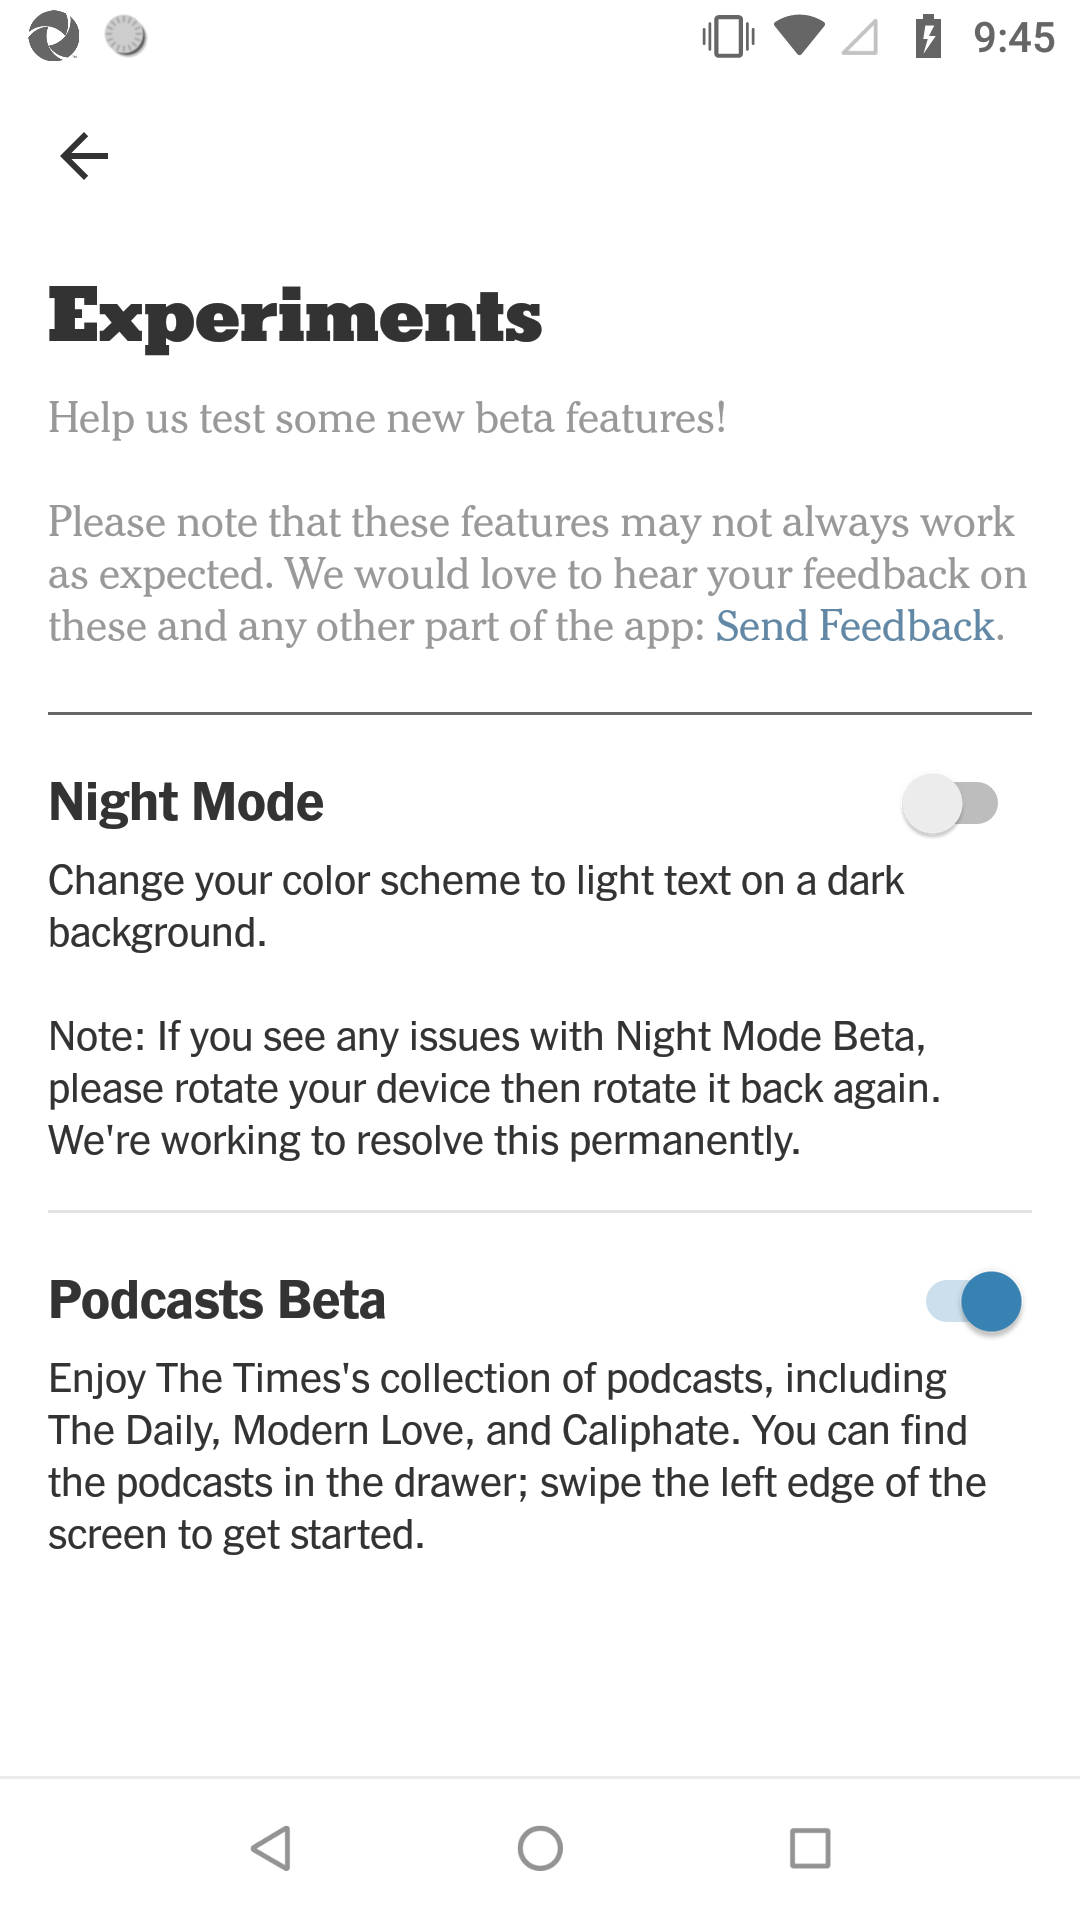 9:45
Experiments
Help us test some new beta features!
Please note that these features may not always work
as expected. We would love to hear your feedback on
these and any other part of the app: Send Feedback.
Night Mode
Change your color scheme to light text on a dark
background.
Note: If you see any issues with Night Mode Beta,
please rotate your device then rotate it back again.
We're working to resolve this permanently.
Podcasts Beta
Enjoy The Times's collection of podcasts, including
The Daily, Modern Love, and Caliphate. You can find
the podcasts in the drawer; swipe the left edge of the
screen to get started.